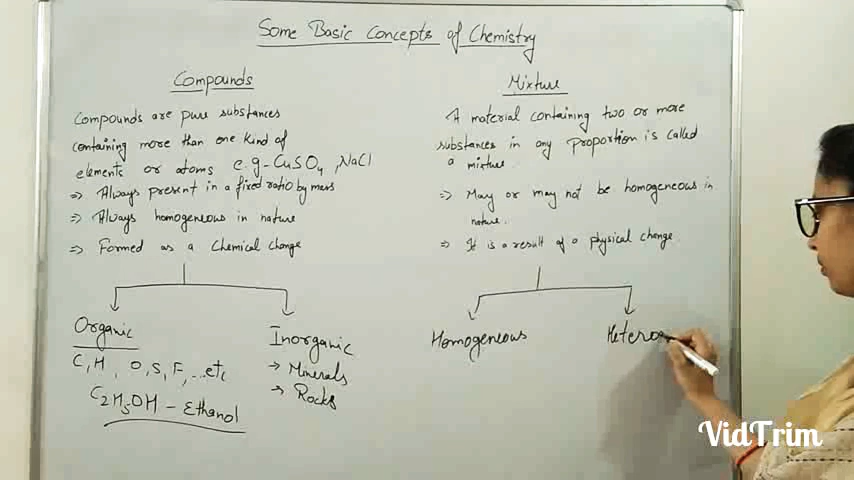 Some Basic Concepts of Chemistry
Compounds
Compounds are pure substances
containing more than one kind of
elements or atoms e.g - CuSO4, NaCl
⇒ Always present in a fixed ratio by mass
⇒ Always homogeneous in nature
⇒ Formed as a chemical change
Organic
C, H, O, S, F, ...etc
C2H5OH - Ethanol
Inorganic
→ Minerals
→ Rocks
Mixture
A material containing two or more
substances in any proportion is called
a mixture.
⇒ May or may not be homogeneous in
nature.
⇒ It is a result of a physical change.
Homogeneous
Heterog
VidTrim